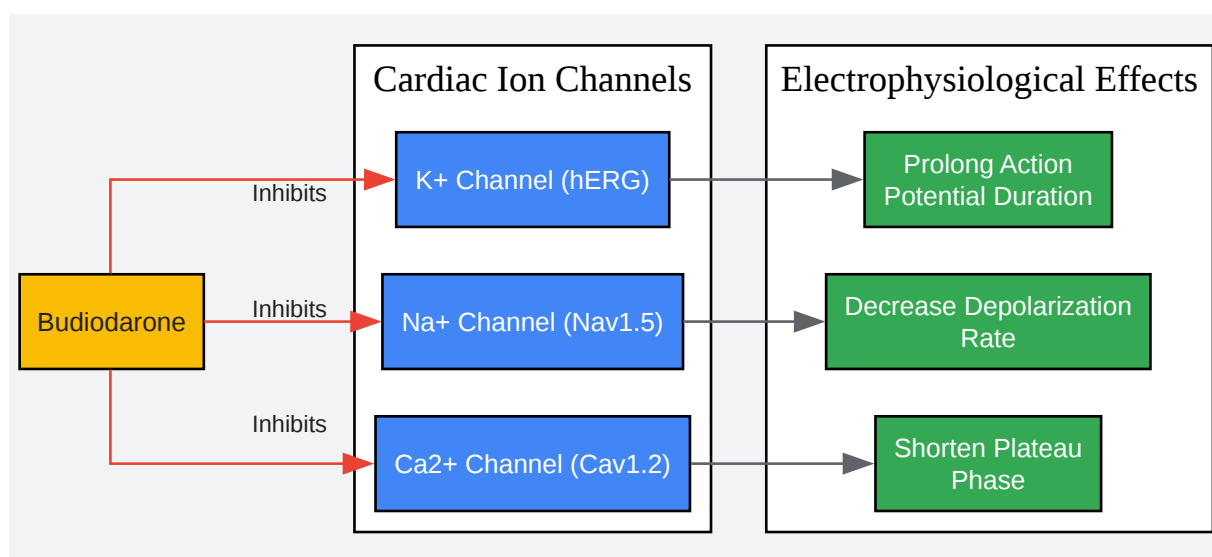 Cardiac Ion Channels
Electrophysiological Effects
Inhibits
K+ Channel (hERG)
Prolong Action
Potential Duration
Budiodarone
Inhibits
Na+ Channel (Nav1.5)
Decrease Depolarization
Rate
Inhibits
Ca2+ Channel (Cav1.2)
Shorten Plateau
Phase